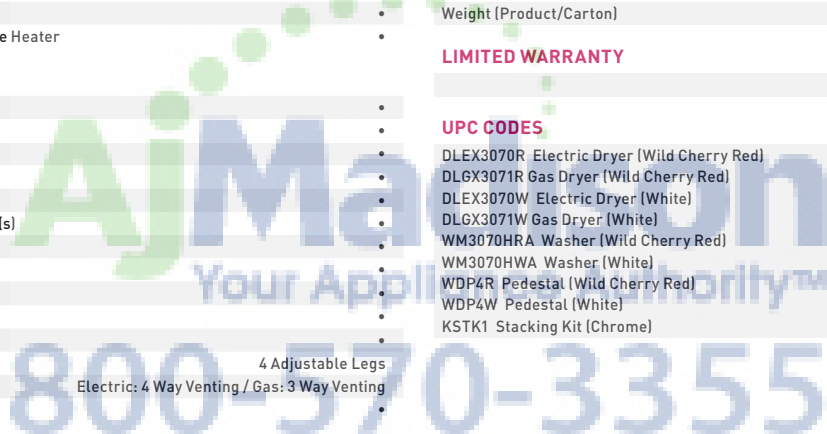 e Heater
(s)
4 Adjustable Legs
Electric: 4 Way Venting / Gas: 3 Way Venting
Weight (Product/Carton)
LIMITED WARRANTY
UPC CODES
DLEX3070R Electric Dryer (Wild Cherry Red)
DLGX3071R Gas Dryer (Wild Cherry Red)
DLEX3070W Electric Dryer (White)
DLGX3071W Gas Dryer (White)
WM3070HRA Washer (Wild Cherry Red)
WM3070HWA Washer (White)
WDP4R Pedestal (Wild Cherry Red)
WDP4W Pedestal (White)
KSTK1 Stacking Kit (Chrome)
AjMadison
Your Appliance Authority™
800-570-3355